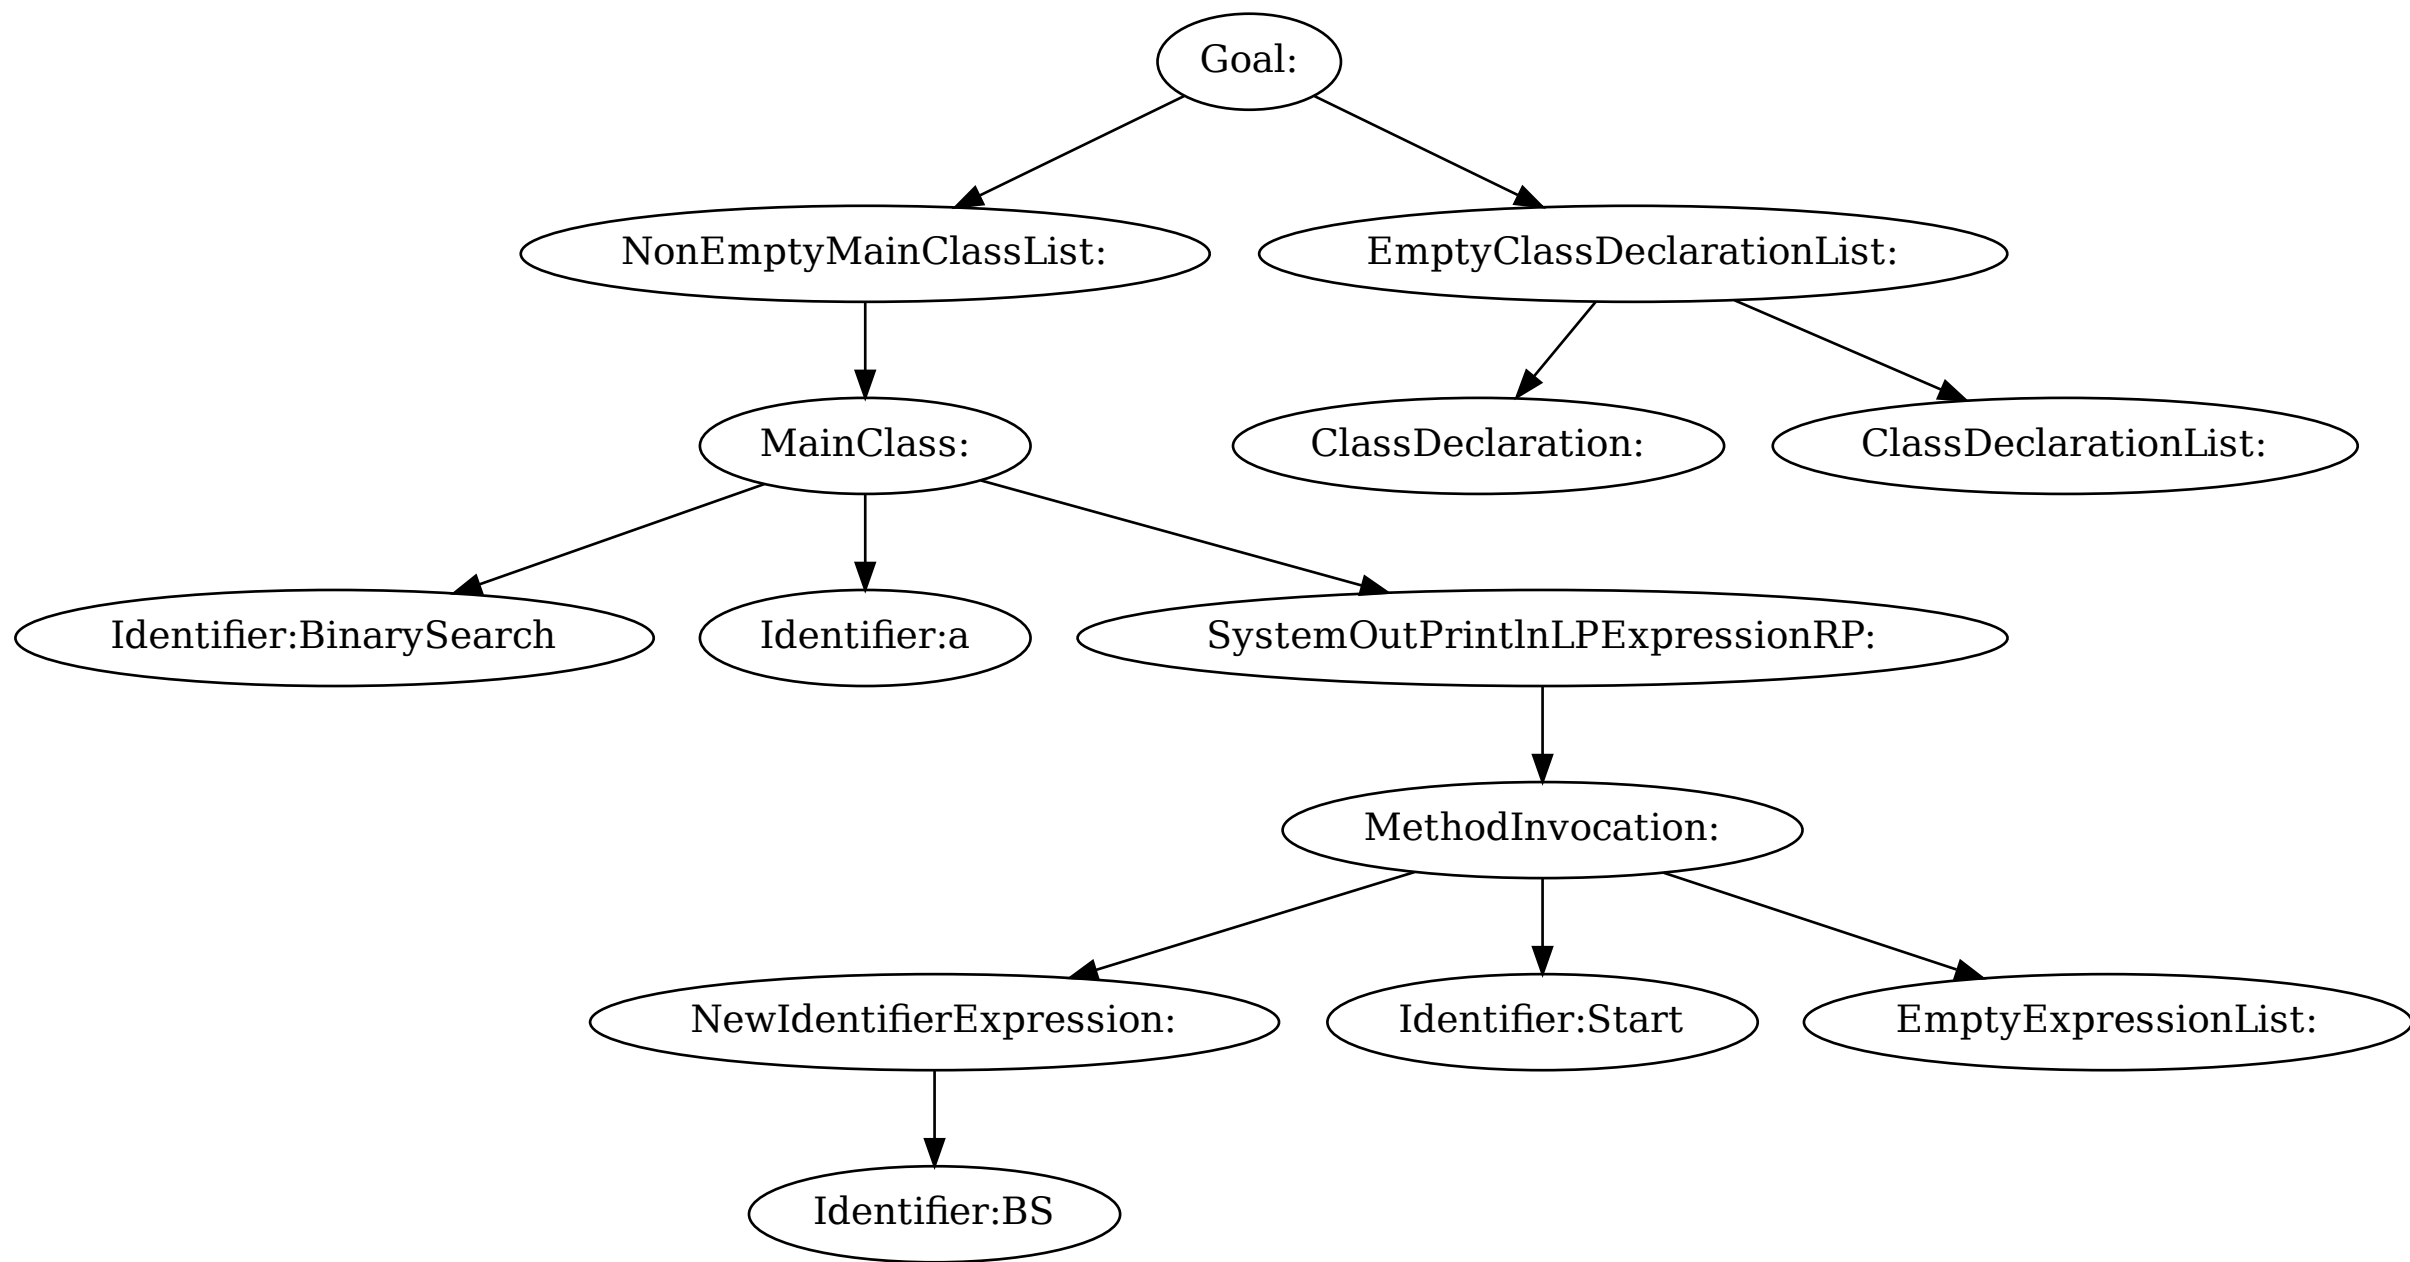 Goal:
NonEmptyMainClassList:
EmptyClassDeclarationList:
MainClass:
ClassDeclaration:
ClassDeclarationList:
Identifier:BinarySearch
Identifier:a
SystemOutPrintlnLPExpressionRP:
MethodInvocation:
NewIdentifierExpression:
Identifier:Start
EmptyExpressionList:
Identifier:BS